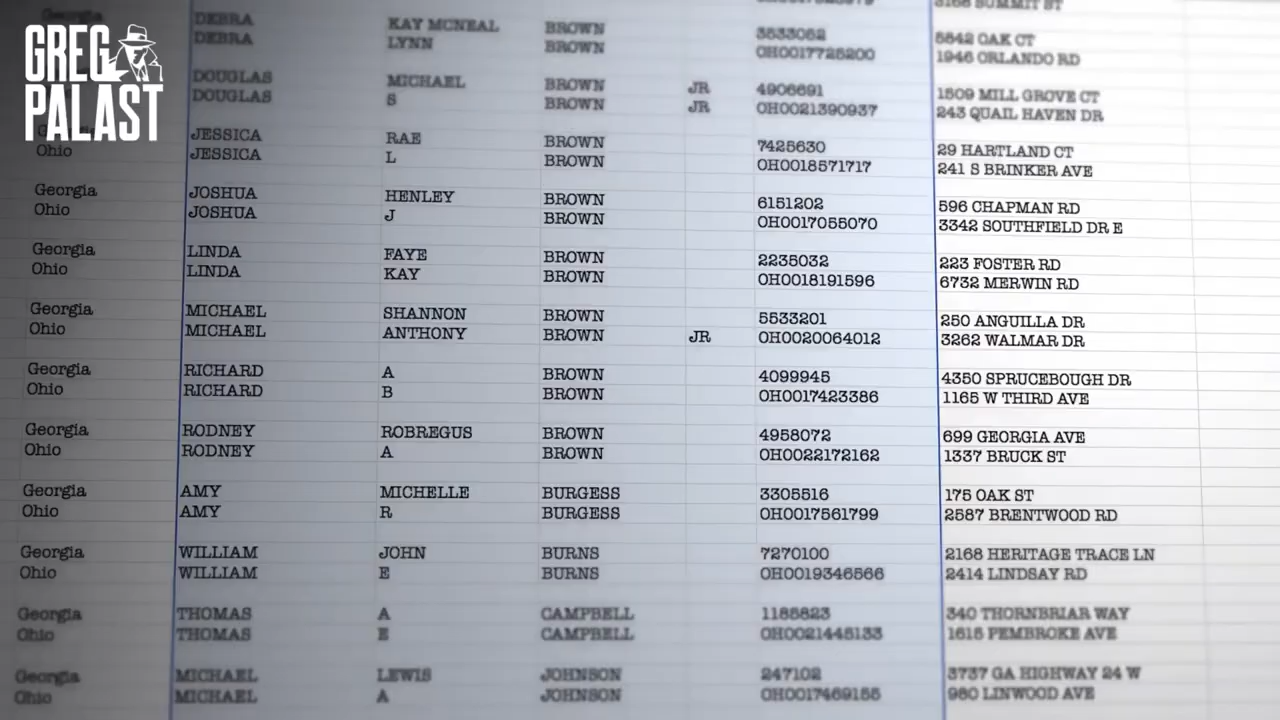 GREG
PALAST
3168 SUMMIT ST
Georgia DEBRA KAY MCNEAL BROWN 3533052 5842 OAK CT
DEBRA LYNN BROWN OH0017726200 1946 ORLANDO RD
DOUGLAS MICHAEL BROWN JR 4906691 1509 MILL GROVE CT
DOUGLAS S BROWN JR OH0021390937 243 QUAIL HAVEN DR
JESSICA RAE BROWN 7425630 29 HARTLAND CT
Ohio JESSICA L BROWN OH0018571717 241 S BRINKER AVE
Georgia JOSHUA HENLEY BROWN 6151202 596 CHAPMAN RD
Ohio JOSHUA J BROWN OH0017055070 3342 SOUTHFIELD DR E
Georgia LINDA FAYE BROWN 2235032 223 FOSTER RD
Ohio LINDA KAY BROWN OH0018191596 6732 MERWIN RD
Georgia MICHAEL SHANNON BROWN 5533201 250 ANGUILLA DR
Ohio MICHAEL ANTHONY BROWN JR OH0020064012 3262 WALMAR DR
Georgia RICHARD A BROWN 4099945 4350 SPRUCEBOUGH DR
Ohio RICHARD B BROWN OH0017423386 1165 W THIRD AVE
Georgia RODNEY ROBREGUS BROWN 4958072 699 GEORGIA AVE
Ohio RODNEY A BROWN OH0022172162 1337 BRUCK ST
Georgia AMY MICHELLE BURGESS 3305516 175 OAK ST
Ohio AMY R BURGESS OH0017561799 2587 BRENTWOOD RD
Georgia WILLIAM JOHN BURNS 7270100 2168 HERITAGE TRACE LN
Ohio WILLIAM E BURNS OH0019346566 2414 LINDSAY RD
Georgia THOMAS A CAMPBELL 1185823 340 THORNBRIAR WAY
Ohio THOMAS E CAMPBELL OH0021445133 1615 PEMBROKE AVE
Georgia MICHAEL LEWIS JOHNSON 247102 3737 GA HIGHWAY 24 W
Ohio MICHAEL A JOHNSON OH0017469155 980 LINWOOD AVE